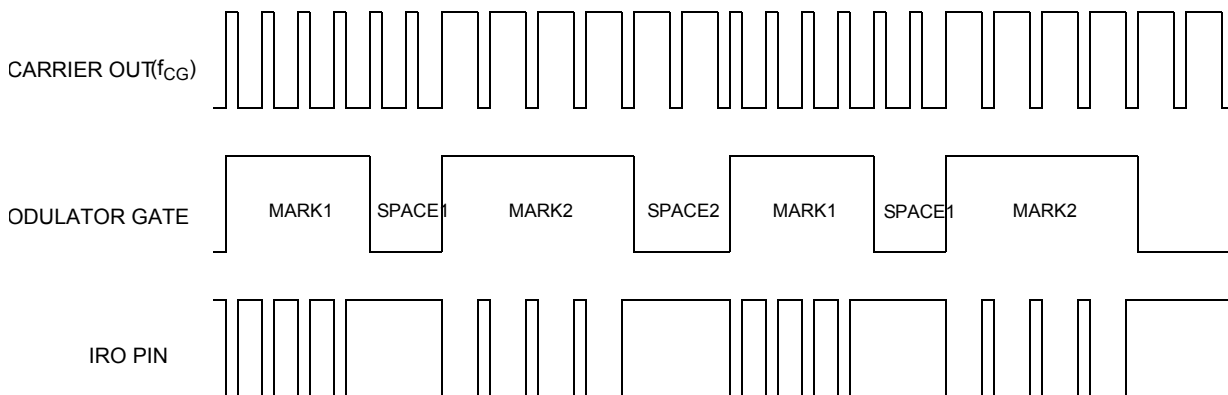 CARRIER OUT(fCG)
ODULATOR GATE
MARK1 SPACE1 MARK2 SPACE2 MARK1 SPACE1 MARK2
IRO PIN